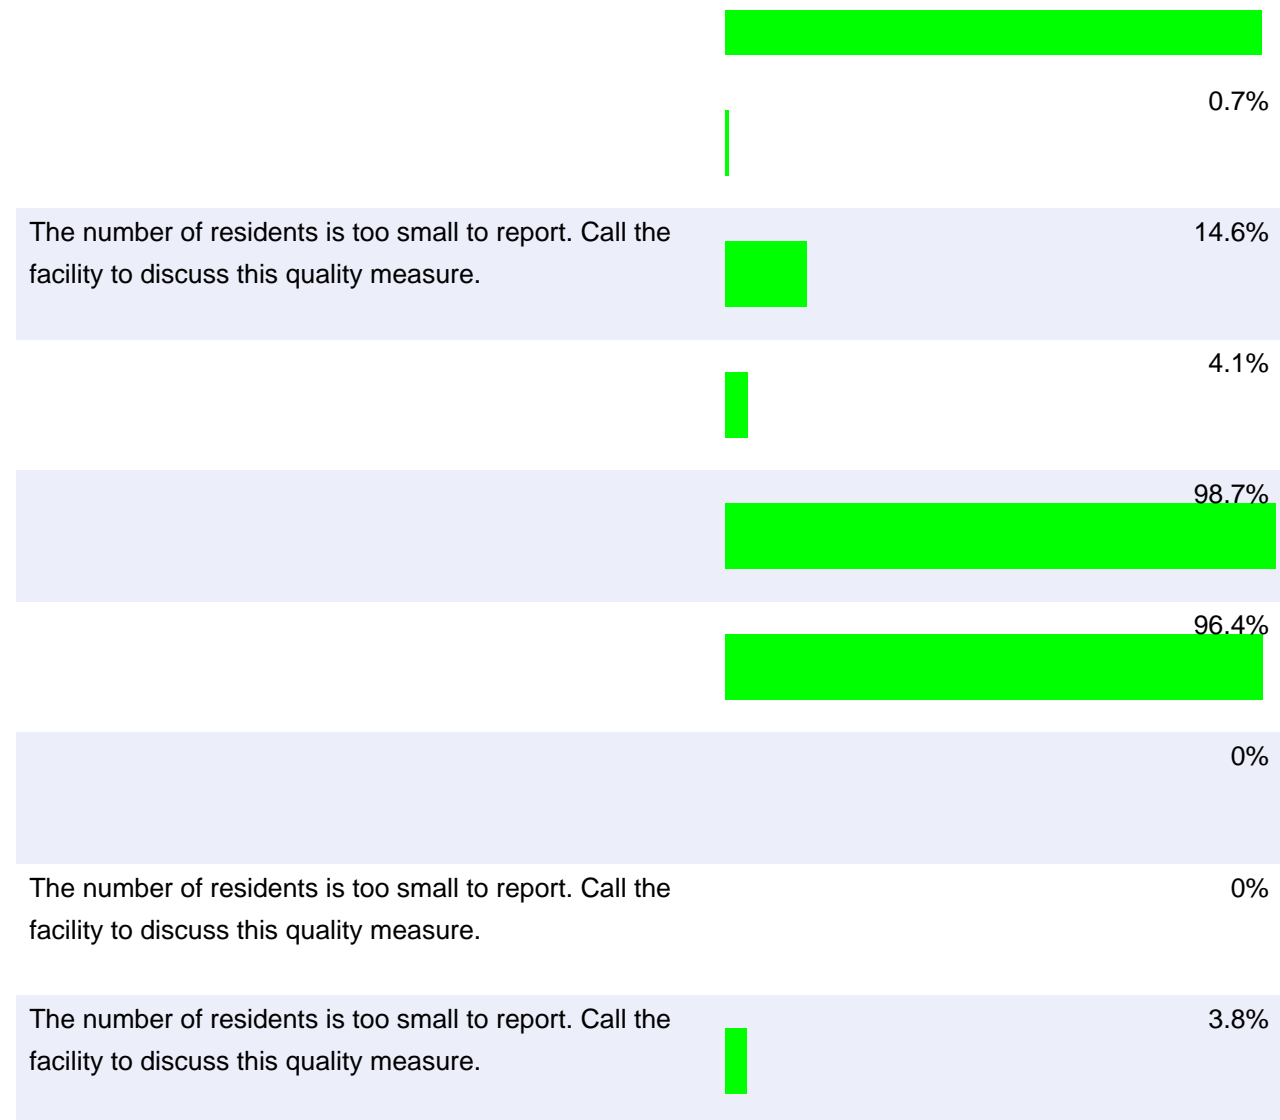 0.7%
The number of residents is too small to report. Call the
facility to discuss this quality measure.
14.6%
4.1%
98.7%
96.4%
0%
The number of residents is too small to report. Call the
facility to discuss this quality measure.
0%
The number of residents is too small to report. Call the
facility to discuss this quality measure.
3.8%